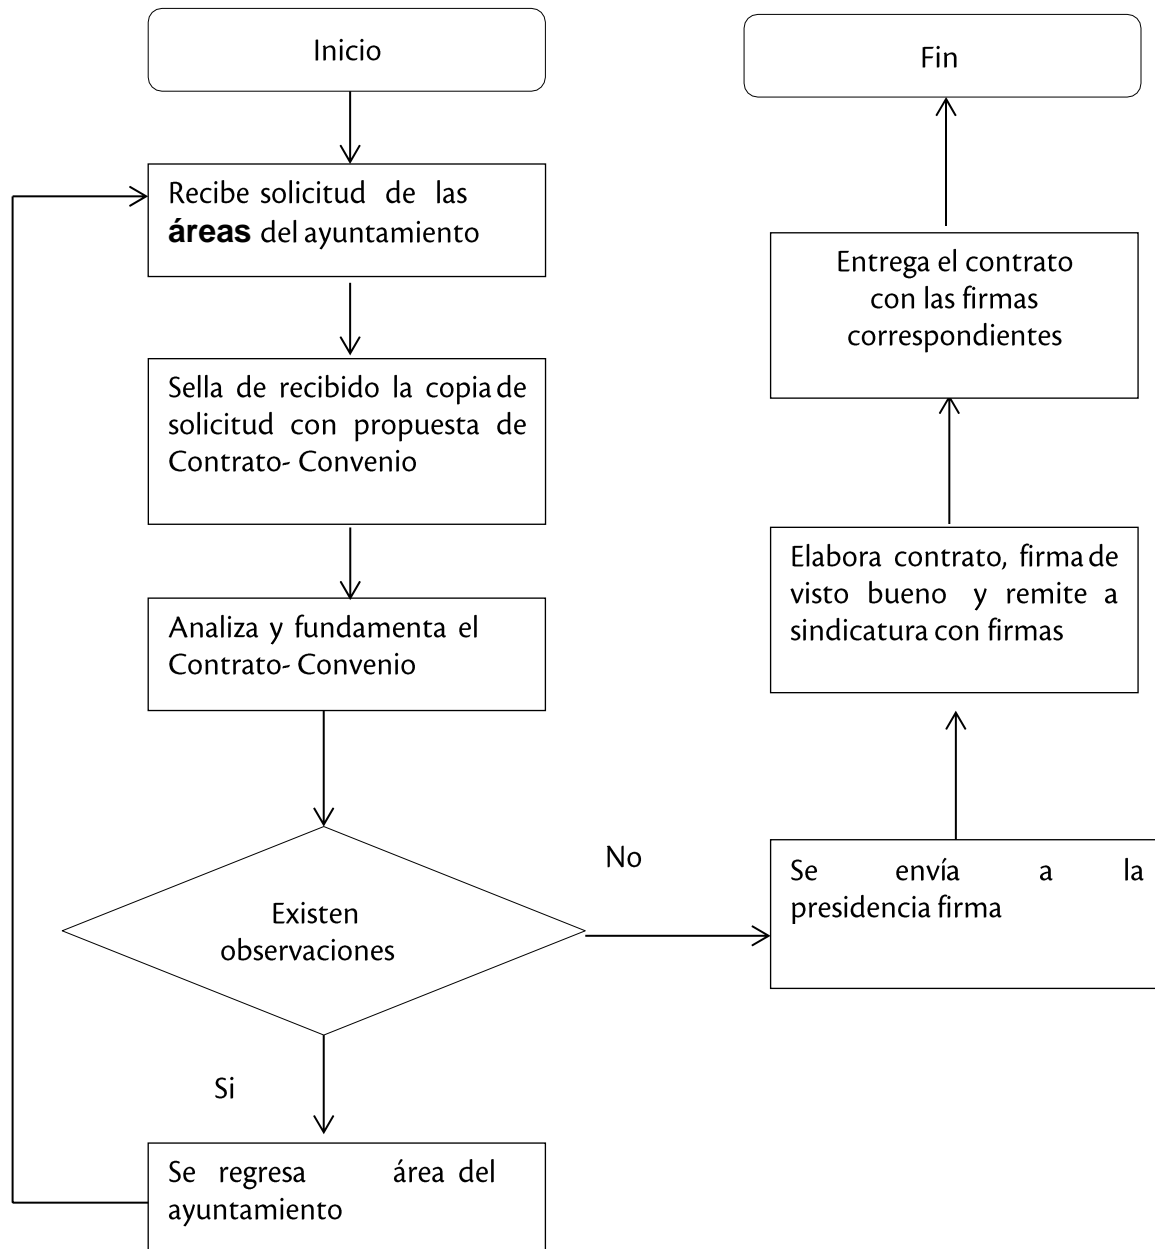 Inicio
Recibe solicitud de las
áreas del ayuntamiento
Sella de recibido la copia de
solicitud con propuesta de
Contrato- Convenio
Analiza y fundamenta el
Contrato- Convenio
Existen
observaciones
Si
Se regresa área del
ayuntamiento
No
Se envía a la
presidencia firma
Elabora contrato, firma de
visto bueno y remite a
sindicatura con firmas
Entrega el contrato
con las firmas
correspondientes
Fin